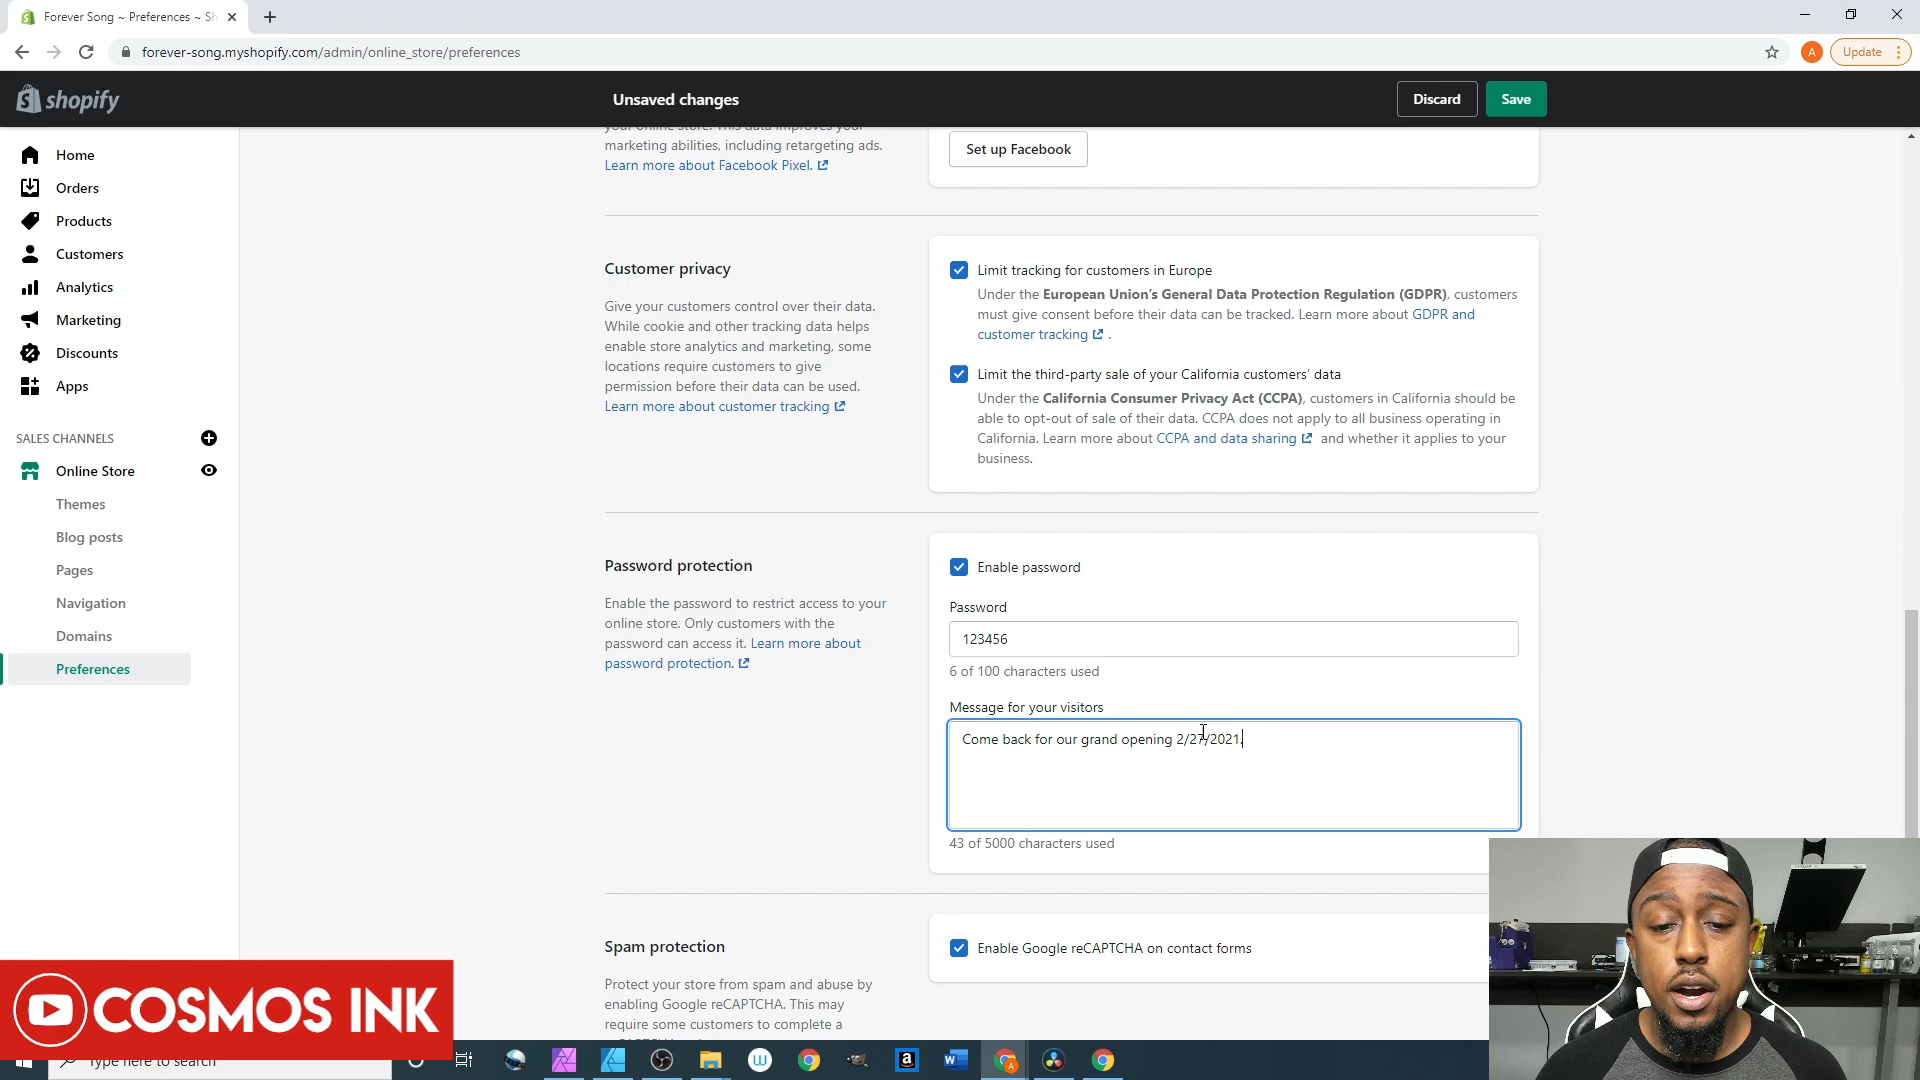 Forever Song ~ Preferences ~ Sh
forever-song.myshopify.com/admin/online_store/preferences
A
Update
shopify
Unsaved changes
Discard
Save
Home
Orders
Products
Customers
Analytics
Marketing
Discounts
Apps
SALES CHANNELS
Online Store
Themes
Blog posts
Pages
Navigation
Domains
Preferences
your online store. This data improves your
marketing abilities, including retargeting ads.
Learn more about Facebook Pixel.
Set up Facebook
Customer privacy
Give your customers control over their data.
While cookie and other tracking data helps
enable store analytics and marketing, some
locations require customers to give
permission before their data can be used.
Learn more about customer tracking
Limit tracking for customers in Europe
Under the European Union's General Data Protection Regulation (GDPR), customers
must give consent before their data can be tracked. Learn more about GDPR and
customer tracking .
Limit the third-party sale of your California customers' data
Under the California Consumer Privacy Act (CCPA), customers in California should be
able to opt-out of sale of their data. CCPA does not apply to all business operating in
California. Learn more about CCPA and data sharing and whether it applies to your
business.
Password protection
Enable the password to restrict access to your
online store. Only customers with the
password can access it. Learn more about
password protection.
Enable password
Password
123456
6 of 100 characters used
Message for your visitors
Come back for our grand opening 2/27/2021.
43 of 5000 characters used
Spam protection
Protect your store from spam and abuse by
enabling Google reCAPTCHA. This may
require some customers to complete a
Enable Google reCAPTCHA on contact forms
COSMOS INK
Type here to search